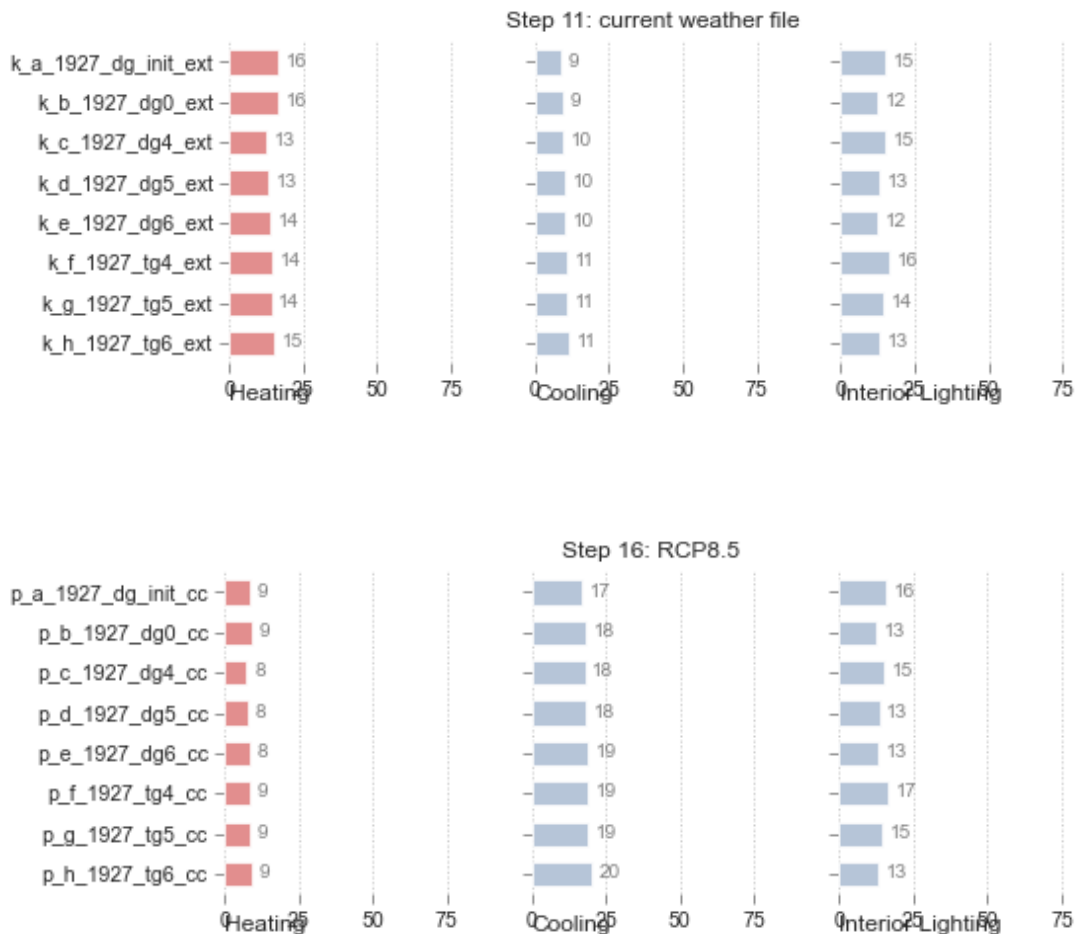 Step 11: current weather file
k_a_1927_dg_init_ext 16 9 15
k_b_1927_dg0_ext 16 9 12
k_c_1927_dg4_ext 13 10 15
k_d_1927_dg5_ext 13 10 13
k_e_1927_dg6_ext 14 10 12
k_f_1927_tg4_ext 14 11 16
k_g_1927_tg5_ext 14 11 14
k_h_1927_tg6_ext 15 11 13
0 25 50 75 0 25 50 75 0 25 50 75
Heating Cooling Interior Lighting
Step 16: RCP8.5
p_a_1927_dg_init_cc 9 17 16
p_b_1927_dg0_cc 9 18 13
p_c_1927_dg4_cc 8 18 15
p_d_1927_dg5_cc 8 18 13
p_e_1927_dg6_cc 8 19 13
p_f_1927_tg4_cc 9 19 17
p_g_1927_tg5_cc 9 19 15
p_h_1927_tg6_cc 9 20 13
0 25 50 75 0 25 50 75 0 25 50 75
Heating Cooling Interior Lighting